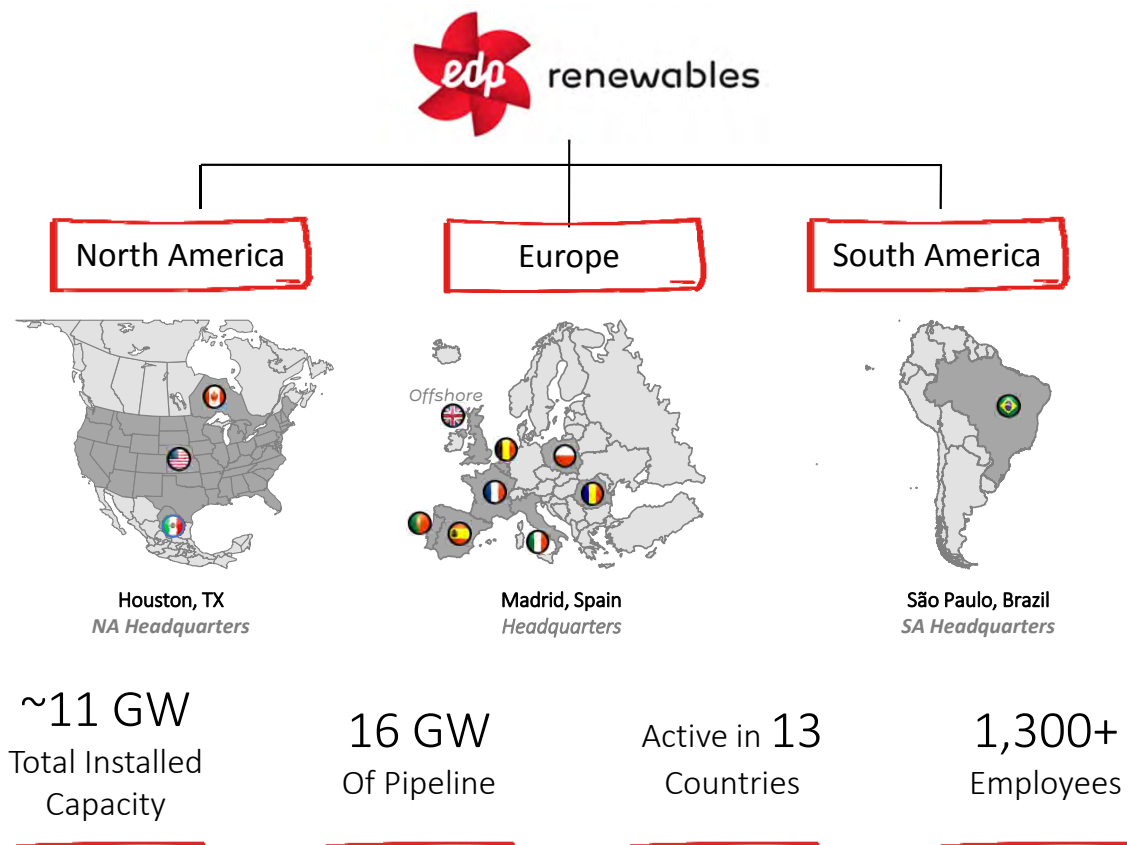 edp renewables
North America
Europe
South America
Offshore
Houston, TX
NA Headquarters
Madrid, Spain
Headquarters
São Paulo, Brazil
SA Headquarters
~11 GW
Total Installed
Capacity
16 GW
Of Pipeline
Active in 13
Countries
1,300+
Employees